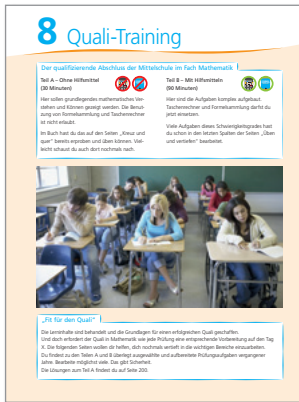 8 Quali-Training
Der qualifizierende Abschluss der Mittelschule im Fach Mathematik
Teil A – Ohne Hilfsmittel
(30 Minuten)
Hier sollen grundlegendes mathematisches Ver-
stehen und Können gezeigt werden. Die Benut-
zung von Formelsammlung und Taschenrechner
ist nicht erlaubt.
Im Buch hast du das auf den Seiten „Kreuz und
quer“ bereits erproben und üben können. Viel-
leicht schaust du auch dort nochmals nach.
Teil B – Mit Hilfsmitteln
(90 Minuten)
Hier sind die Aufgaben komplex aufgebaut.
Taschenrechner und Formelsammlung darfst du
jetzt einsetzen.
Viele Aufgaben dieses Schwierigkeitsgrades hast
du schon in den letzten Spalten der Seiten „Üben
und vertiefen“ bearbeitet.
„Fit für den Quali“
Die Lerninhalte sind behandelt und die Grundlagen für einen erfolgreichen Quali geschaffen.
Und doch erfordert der Quali in Mathematik wie jede Prüfung eine entsprechende Vorbereitung auf den Tag
X. Die folgenden Seiten wollen dir helfen, dich nochmals vertieft in die wichtigen Bereiche einzuarbeiten.
Du findest zu den Teilen A und B überlegt ausgewählte und aufbereitete Prüfungsaufgaben vergangener
Jahre. Bearbeite möglichst viele. Das gibt Sicherheit.
Die Lösungen zum Teil A findest du auf Seite 200.